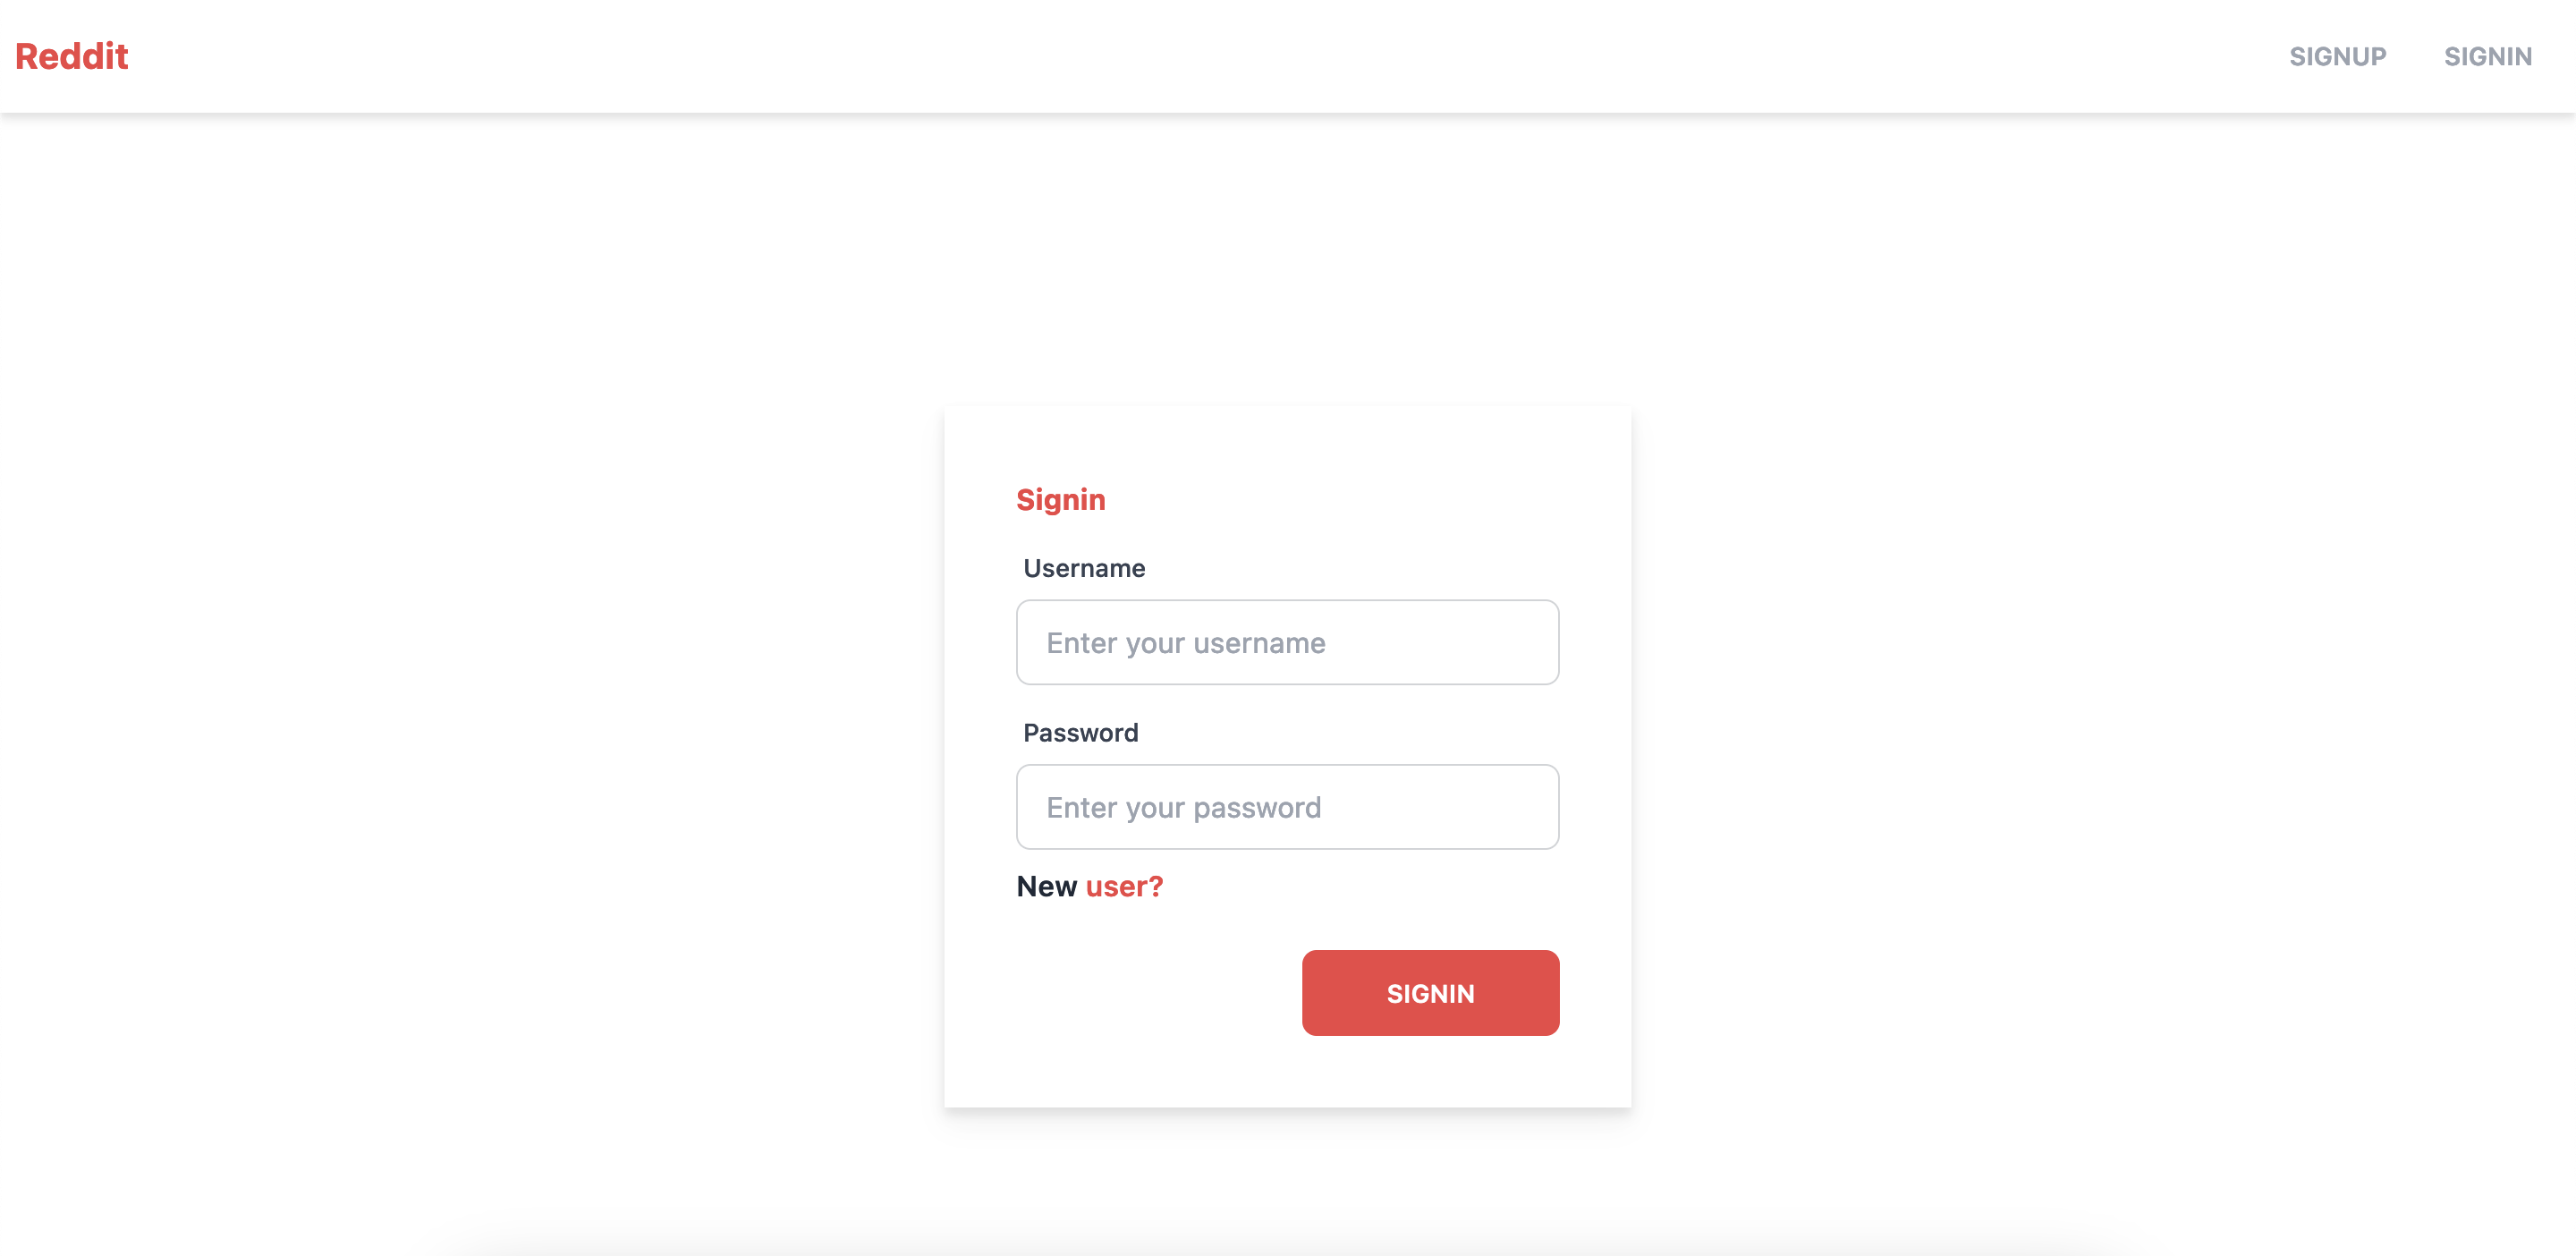 Reddit
SIGNUP SIGNIN
Signin
Username
Enter your username
Password
Enter your password
New user?
SIGNIN